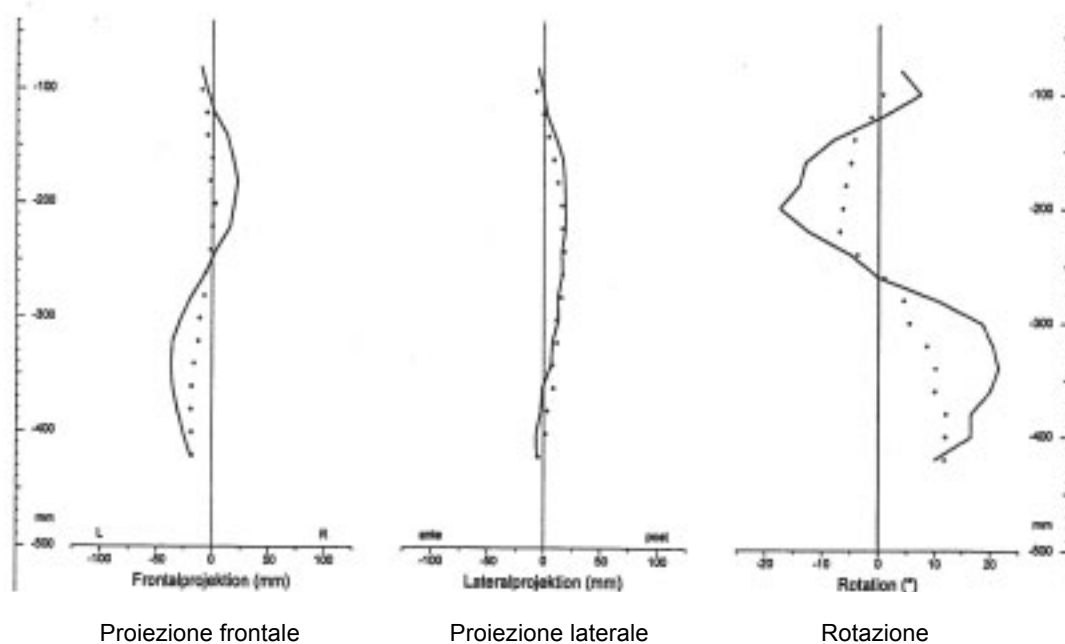 -100
-200
-300
-400
mm
-500
L
R
-100
-50
0
50
100
Frontalprojektion (mm)
ante
post
-100
-50
0
50
100
Lateralprojektion (mm)
-100
-200
-300
-400
mm
-500
-20
-10
0
10
20
Rotation (°)
Proiezione frontale
Proiezione laterale
Rotazione